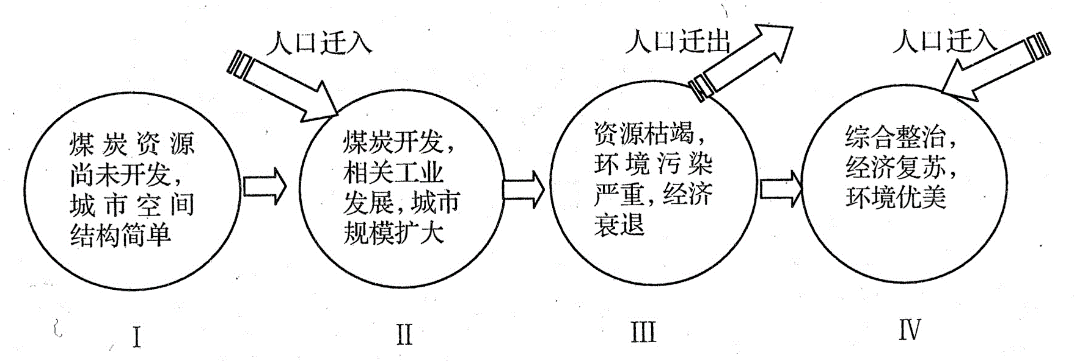 人口迁入
人口迁出
人口迁入
煤炭资源
尚未开发，
城市空间
结构简单
煤炭开发，
相关工业
发展，城市
规模扩大
资源枯竭，
环境污染
严重，经济
衰退
综合整治，
经济复苏，
环境优美
I
II
III
IV